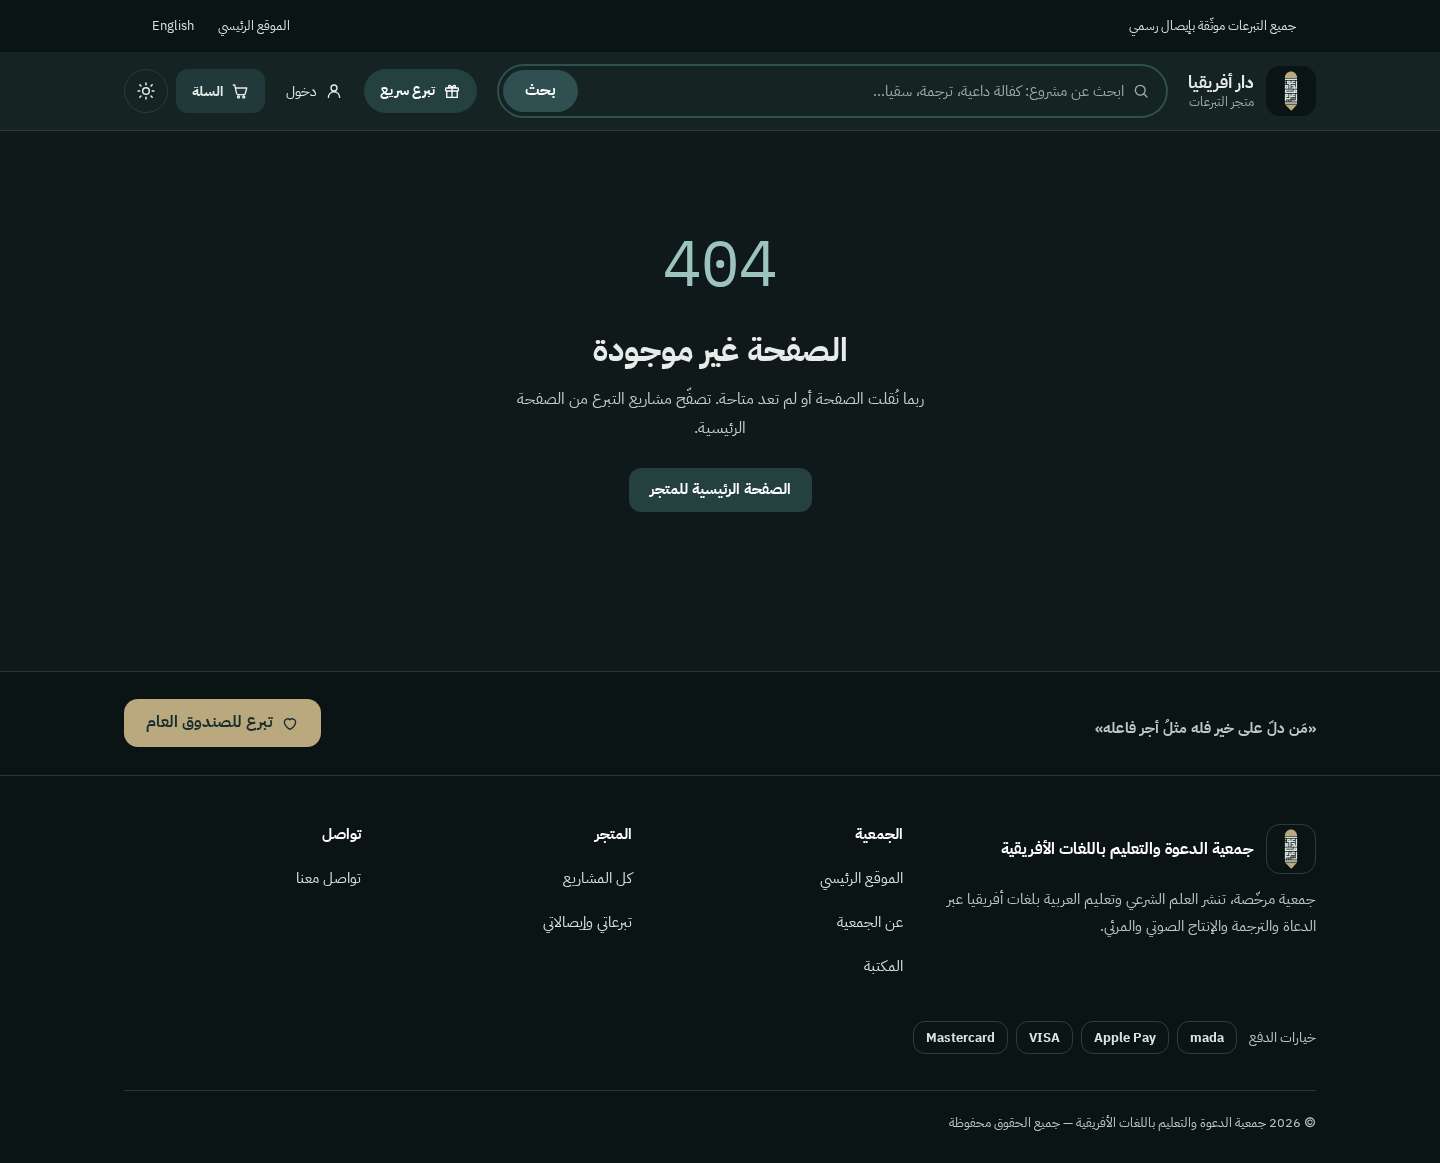 جميع التبرعات موثّقة بإيصال رسمي
الموقع الرئيسي
English
دار أفريقيا
متجر التبرعات
ابحث عن مشروع: كفالة داعية، ترجمة، سقيا...
بحث
تبرع سريع
دخول
السلة
404
الصفحة غير موجودة
ربما نُقلت الصفحة أو لم تعد متاحة. تصفّح مشاريع التبرع من الصفحة
الرئيسية.
الصفحة الرئيسية للمتجر
«مَن دلّ على خير فله مثلُ أجر فاعله»
تبرع للصندوق العام
جمعية الدعوة والتعليم باللغات الأفريقية
جمعية مرخّصة، تنشر العلم الشرعي وتعليم العربية بلغات أفريقيا عبر
الدعاة والترجمة والإنتاج الصوتي والمرئي.
الجمعية
الموقع الرئيسي
عن الجمعية
المكتبة
المتجر
كل المشاريع
تبرعاتي وإيصالاتي
تواصل
تواصل معنا
خيارات الدفع
mada
Apple Pay
VISA
Mastercard
© 2026 جمعية الدعوة والتعليم باللغات الأفريقية — جميع الحقوق محفوظة